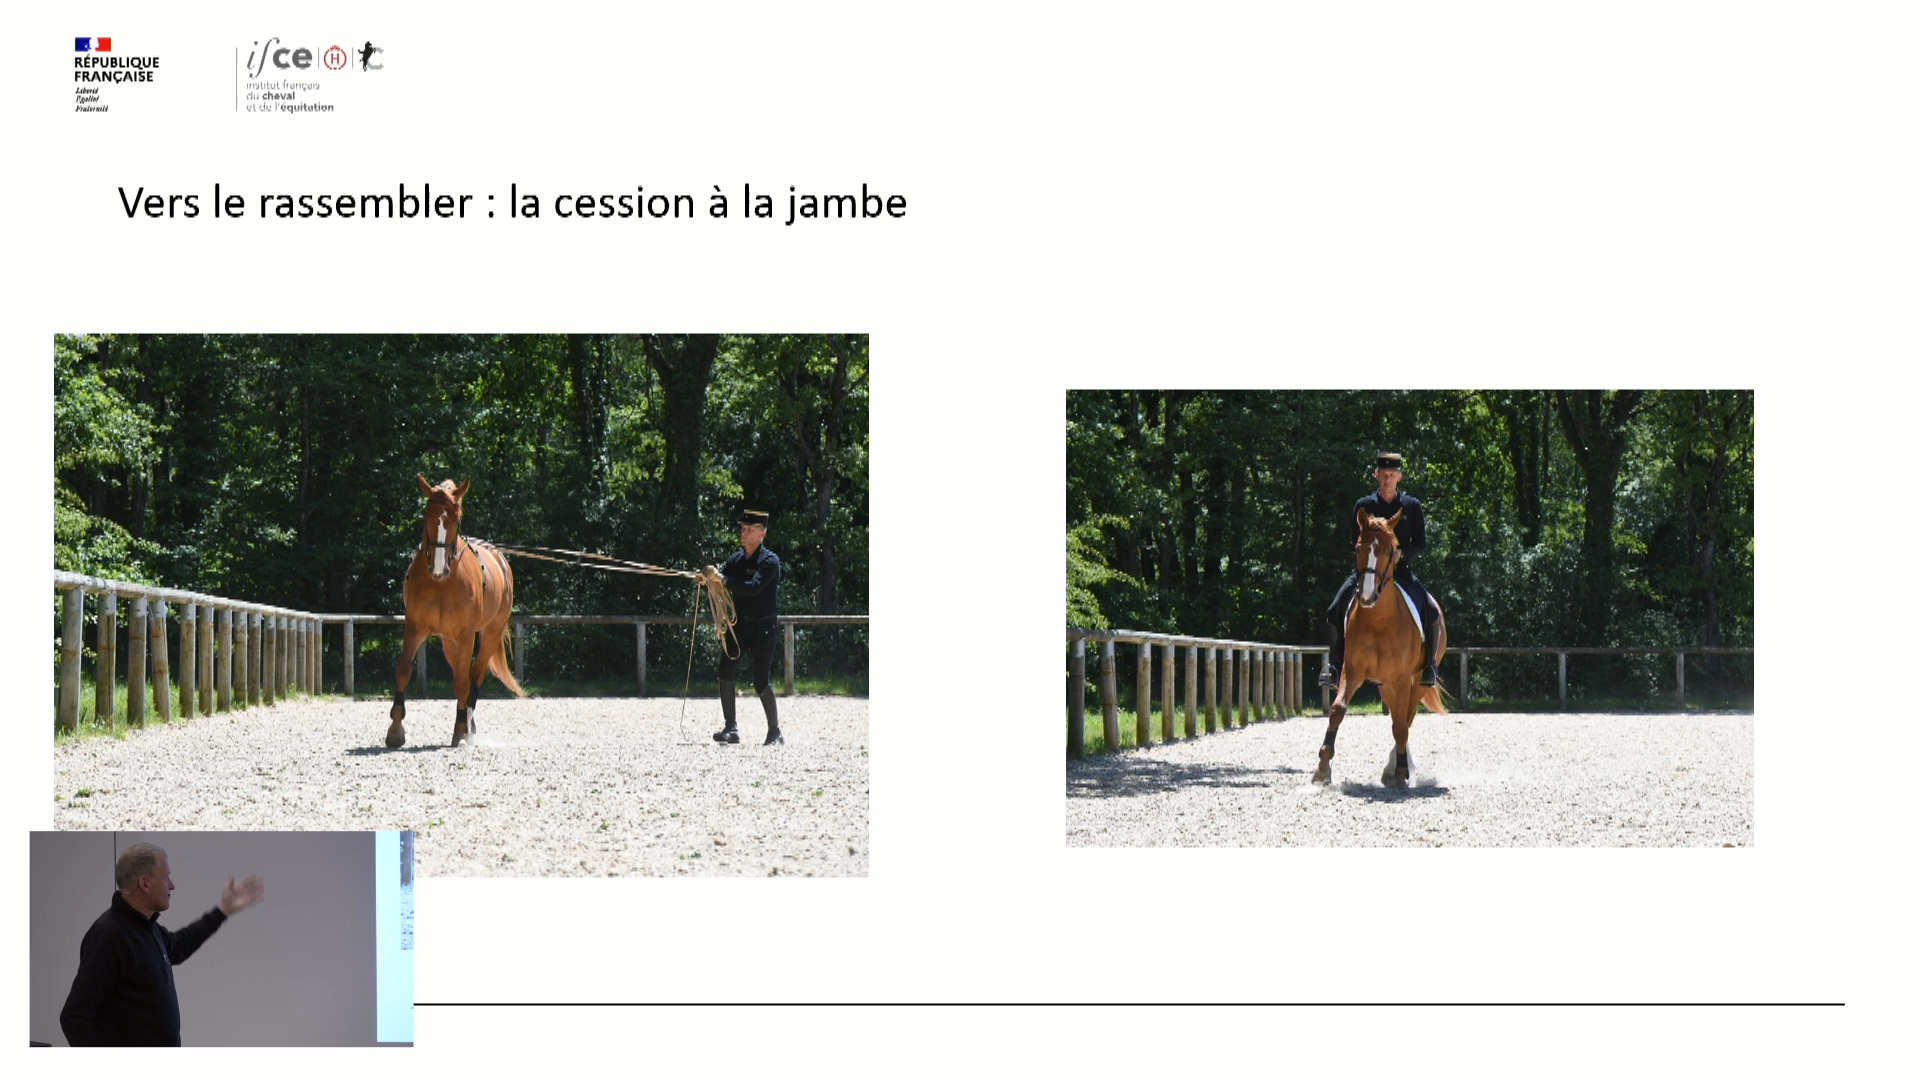 RÉPUBLIQUE
FRANÇAISE
Liberté
Égalité
Fraternité
ifce
H
institut français
du cheval
et de l'équitation
Vers le rassembler : la cession à la jambe